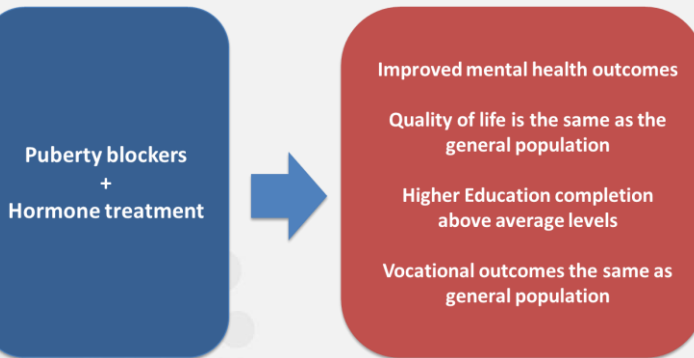 Puberty blockers
+
Hormone treatment
Improved mental health outcomes
Quality of life is the same as the
general population
Higher Education completion
above average levels
Vocational outcomes the same as
general population